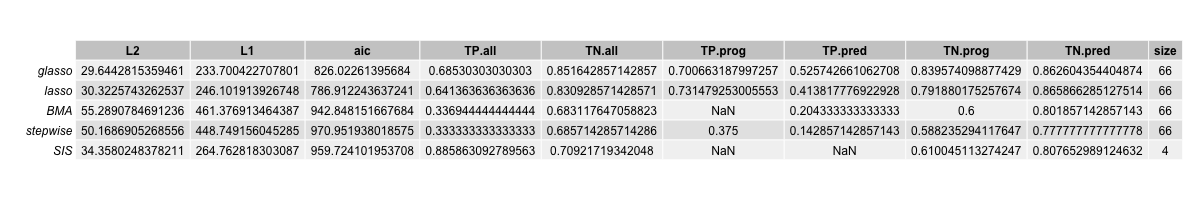 L2 L1 aic TP.all TN.all TP.prog TP.pred TN.prog TN.pred size
glasso 29.6442815359461 233.700422707801 826.02261395684 0.68530303030303 0.851642857142857 0.700663187997257 0.525742661062708 0.839574098877429 0.862604354404874 66
lasso 30.3225743262537 246.101913926748 786.912243637241 0.641363636363636 0.830928571428571 0.731479253005553 0.413817776922928 0.791880175257674 0.865866285127514 66
BMA 55.2890784691236 461.376913464387 942.848151667684 0.336944444444444 0.683117647058823 NaN 0.204333333333333 0.6 0.801857142857143 66
stepwise 50.1686905268556 448.749156045285 970.951938018575 0.333333333333333 0.685714285714286 0.375 0.142857142857143 0.588235294117647 0.777777777777778 66
SIS 34.3580248378211 264.762818303087 959.724101953708 0.885863092789563 0.70921719342048 NaN NaN 0.610045113274247 0.807652989124632 4